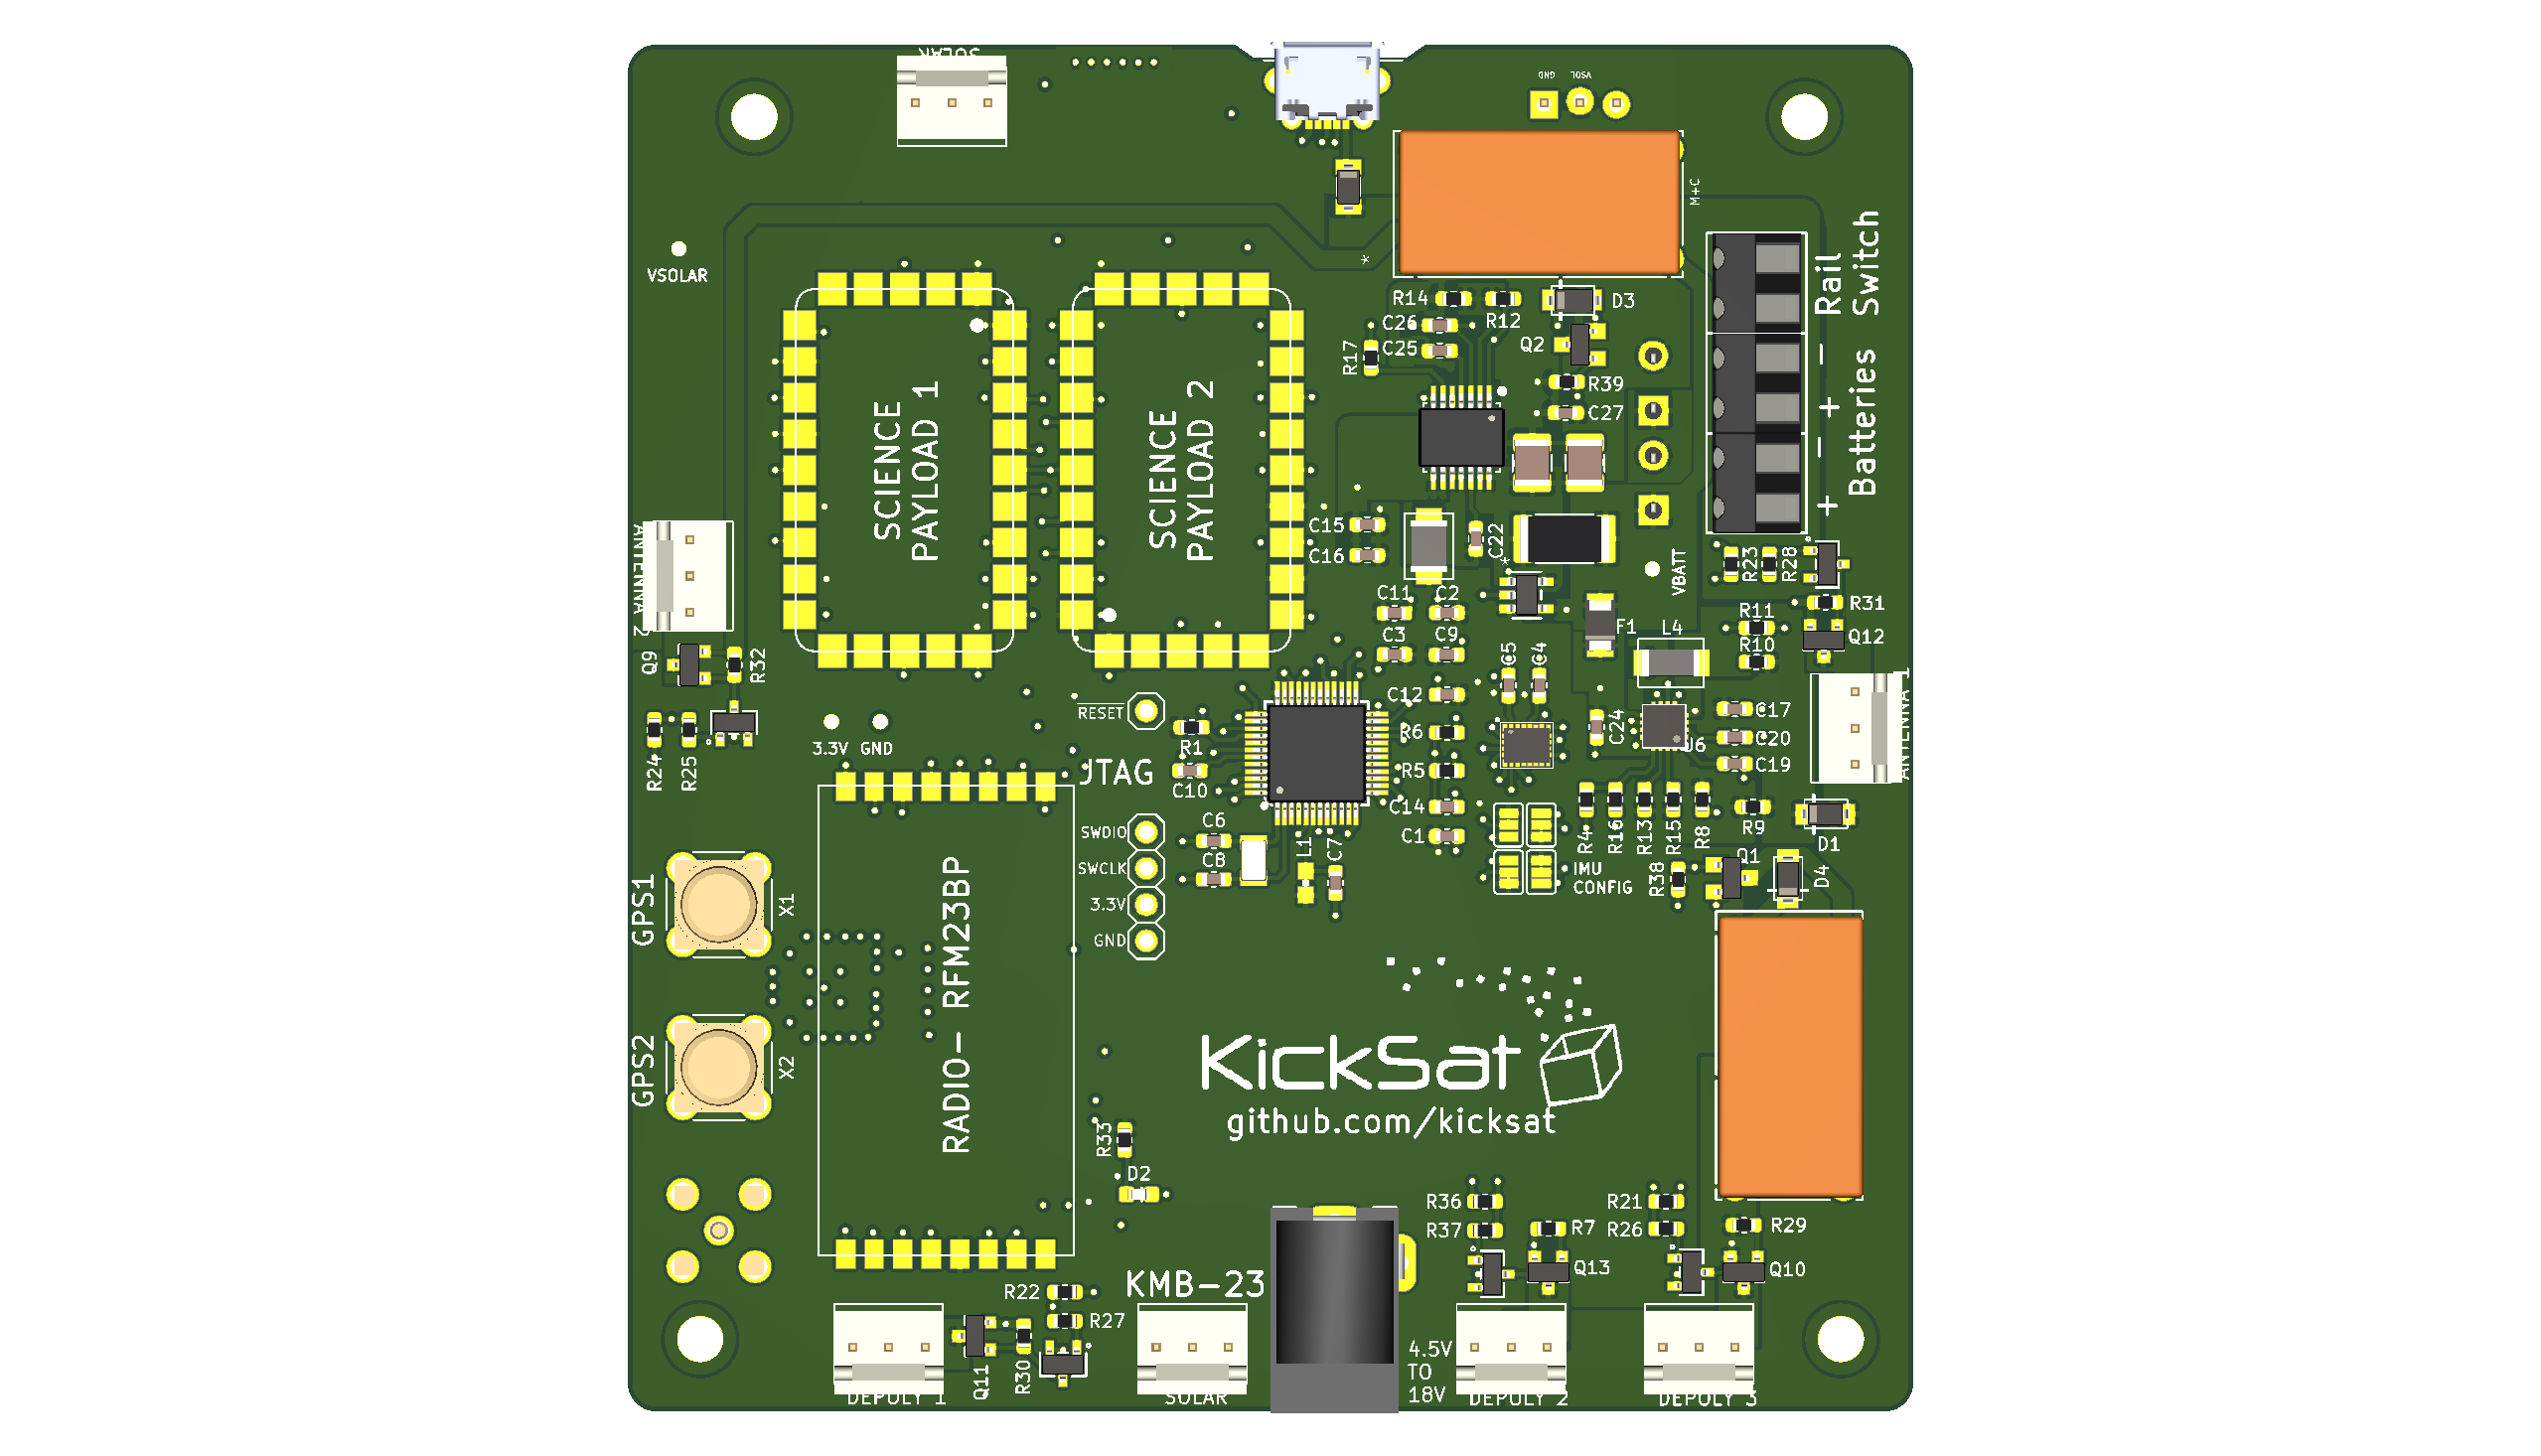 SOLAR
GND VSOL
M+C
VSOLAR
*
Rail
Switch
R14
R12
D3
C26
C25
R17
Q2
R39
C27
- + - +
Batteries
SCIENCE
PAYLOAD 1
SCIENCE
PAYLOAD 2
C15
C16
C22
*
VBATT
R23
R28
R31
ANTENNA 2
C11
C2
F1
L4
R11
R10
Q12
Q9
R32
C3
C9
C5
C4
RESET
C12
C17
ANTENNA 1
R1
R6
C24
U6
C20
3.3V GND
C19
R24
R25
JTAG
C10
R5
C14
C1
R4
R16
R13
R15
R8
R9
D1
SWDIO
C6
SWCLK
C8
L1
C7
IMU
CONFIG
R38
Q1
D4
3.3V
GND
GPS1
X1
GPS2
X2
RADIO- RFM23BP
KickSat
github.com/kicksat
R33
D2
R36
R37
R7
Q13
R21
R26
R29
Q10
KMB-23
R22
R27
Q11
R30
4.5V
TO
18V
DEPOLY 1
SOLAR
DEPOLY 2
DEPOLY 3